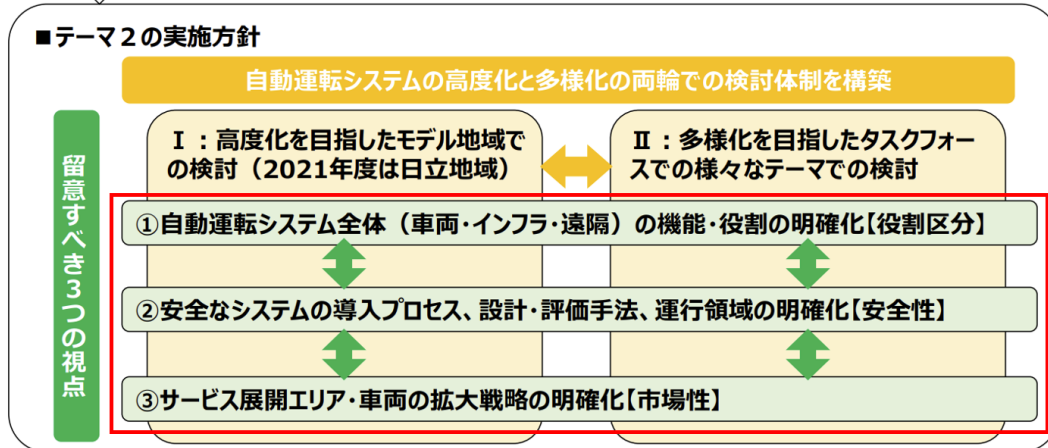 ■テーマ２の実施方針
自動運転システムの高度化と多様化の両輪での検討体制を構築
留意すべき３つの視点
Ⅰ：高度化を目指したモデル地域で
の検討（2021年度は日立地域）
Ⅱ：多様化を目指したタスクフォー
スでの様々なテーマでの検討
①自動運転システム全体（車両・インフラ・遠隔）の機能・役割の明確化【役割区分】
②安全なシステムの導入プロセス、設計・評価手法、運行領域の明確化【安全性】
③サービス展開エリア・車両の拡大戦略の明確化【市場性】